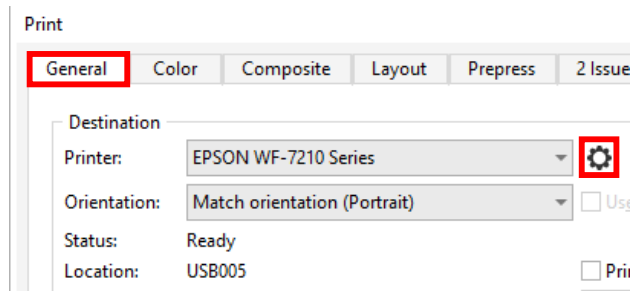 Print
General Color Composite Layout Prepress 2 Issue
Destination
Printer: EPSON WF-7210 Series
Orientation: Match orientation (Portrait)
Status: Ready
Location: USB005